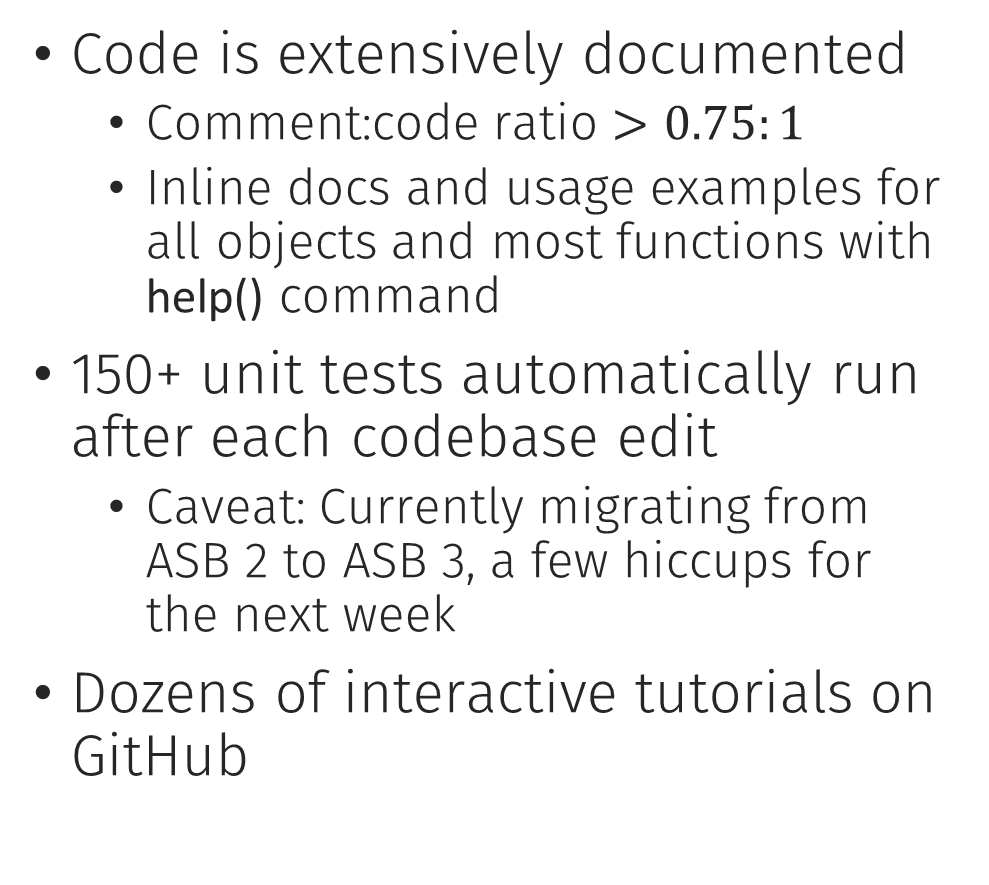 • Code is extensively documented
• Comment:code ratio > 0.75: 1
• Inline docs and usage examples for
all objects and most functions with
help() command
• 150+ unit tests automatically run
after each codebase edit
• Caveat: Currently migrating from
ASB 2 to ASB 3, a few hiccups for
the next week
• Dozens of interactive tutorials on
GitHub